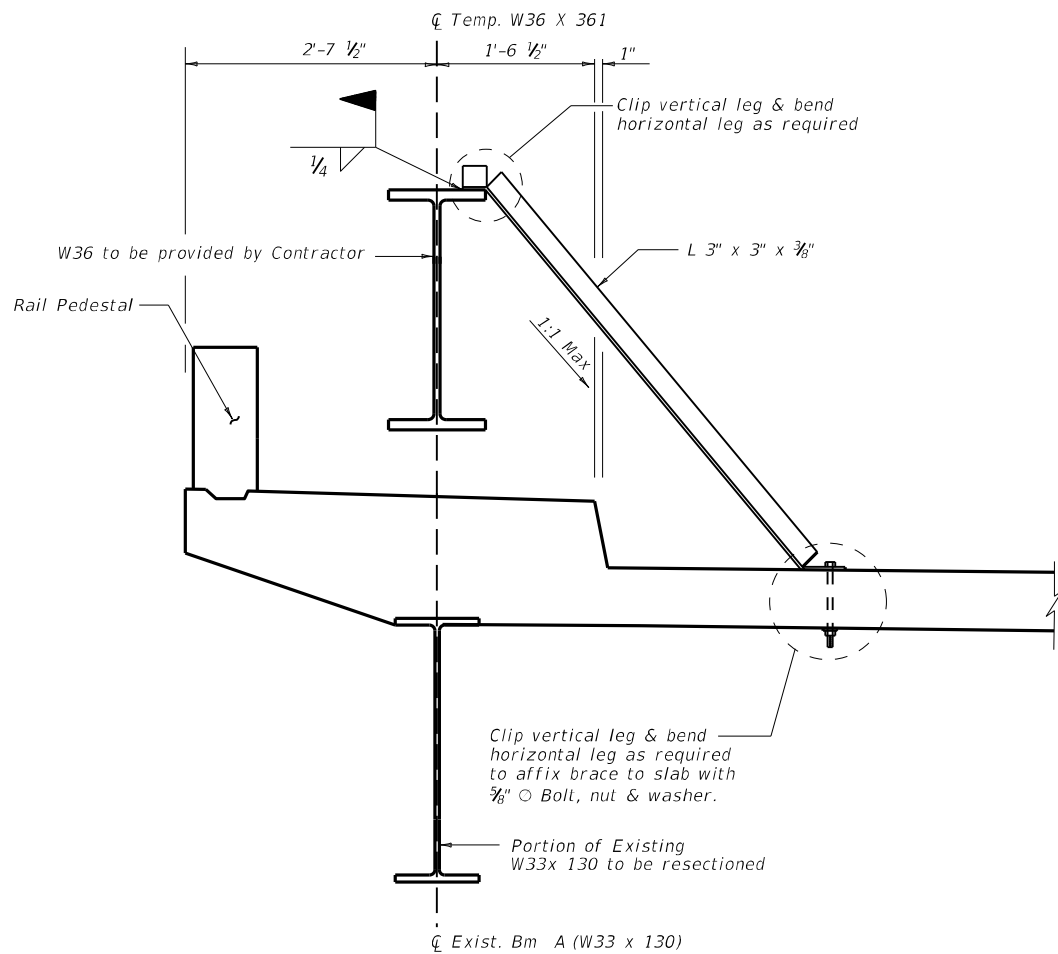 ℄ Temp. W36 X 361
2'-7 ½"
1'-6 ½"
1"
Clip vertical leg & bend
horizontal leg as required
1/4
W36 to be provided by Contractor
L 3" x 3" x ⅜"
Rail Pedestal
1:1 Max
Clip vertical leg & bend
horizontal leg as required
to affix brace to slab with
⅝" ∅ Bolt, nut & washer.
Portion of Existing
W33x 130 to be resectioned
℄ Exist. Bm A (W33 x 130)